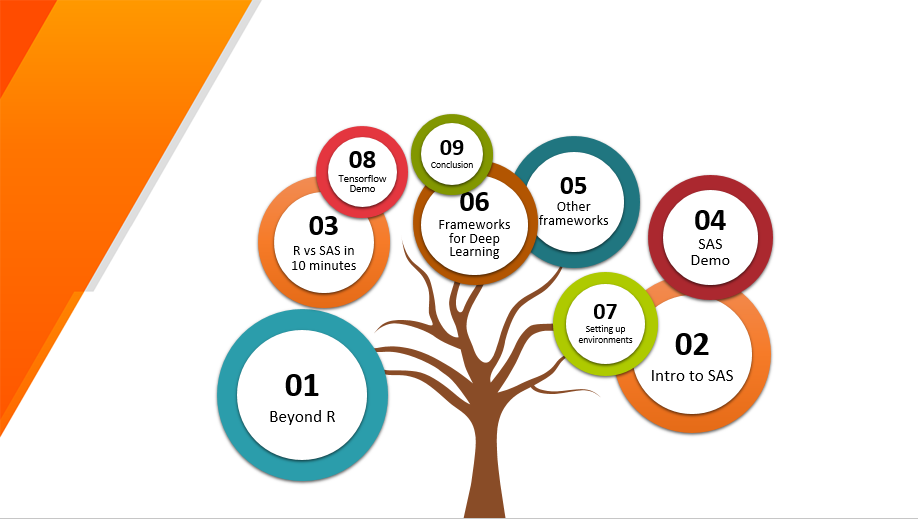 01
Beyond R
02
Intro to SAS
03
R vs SAS in
10 minutes
04
SAS
Demo
05
Other
frameworks
06
Frameworks
for Deep
Learning
07
Setting up
environments
08
Tensorflow
Demo
09
Conclusion